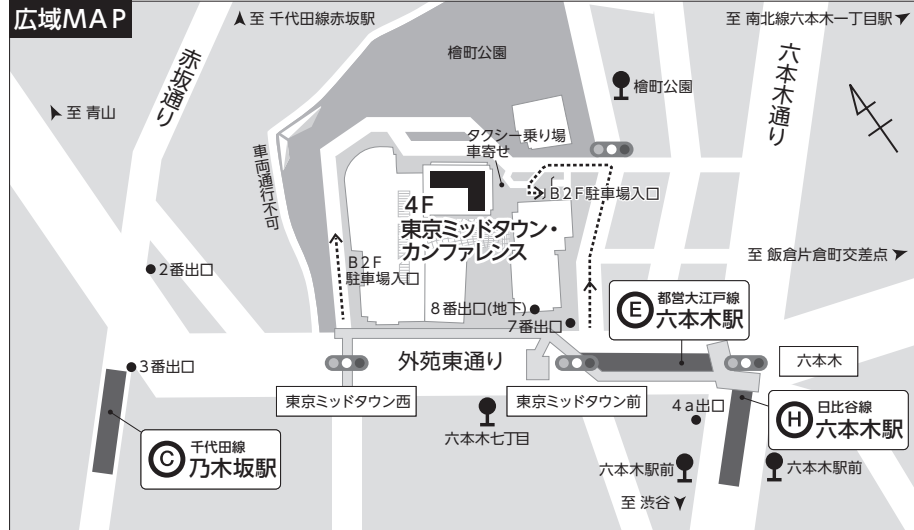 広域MAP
至 千代田線赤坂駅
至 南北線六本木一丁目駅
檜町公園
檜町公園
赤坂通り
六本木通り
至 青山
タクシー乗り場
車寄せ
車両通行不可
B2F駐車場入口
4F
東京ミッドタウン・
カンファレンス
至 飯倉片倉町交差点
2番出口
B2F
駐車場入口
8番出口(地下)
7番出口
E
都営大江戸線
六本木駅
3番出口
外苑東通り
六本木
東京ミッドタウン西
東京ミッドタウン前
4a出口
H
日比谷線
六本木駅
六本木七丁目
C
千代田線
乃木坂駅
六本木駅前
六本木駅前
至 渋谷